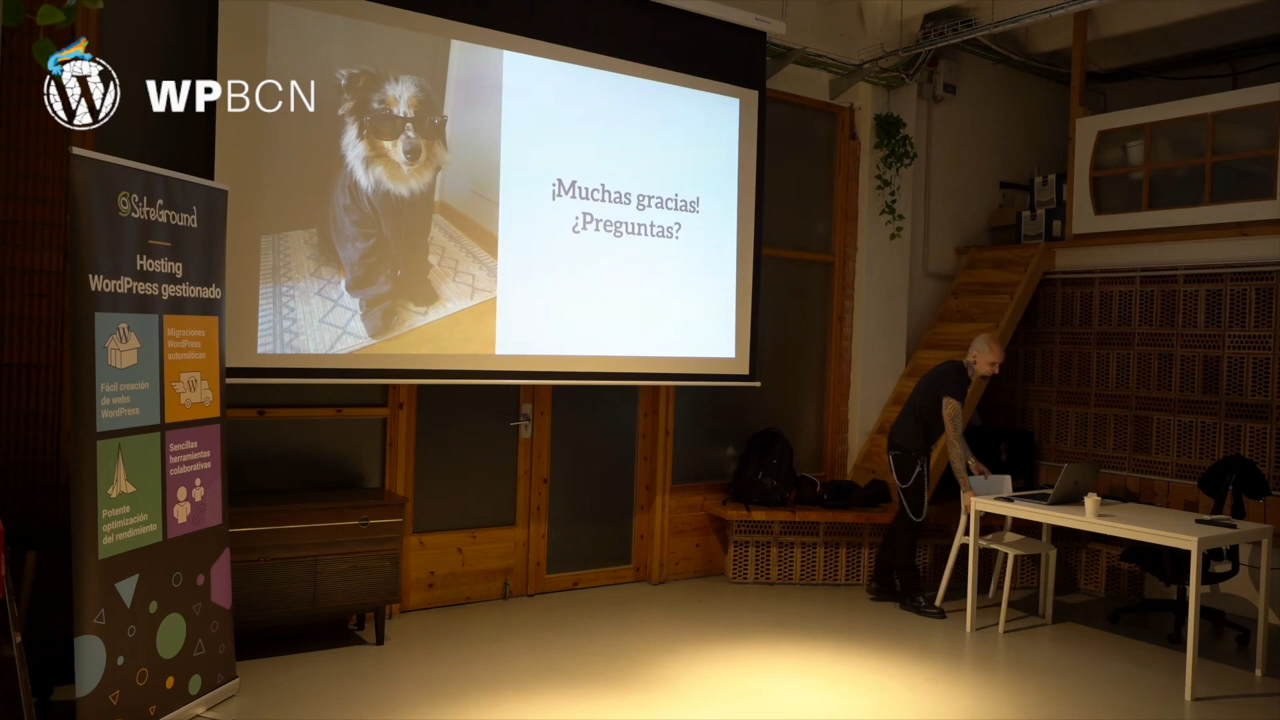 WPBCN
SiteGround
Hosting
WordPress gestionado
Fácil creación
de webs
WordPress
Migraciones
WordPress
automáticas
Potente
optimización
del rendimiento
Sencillas
herramientas
colaborativas
¡Muchas gracias!
¿Preguntas?